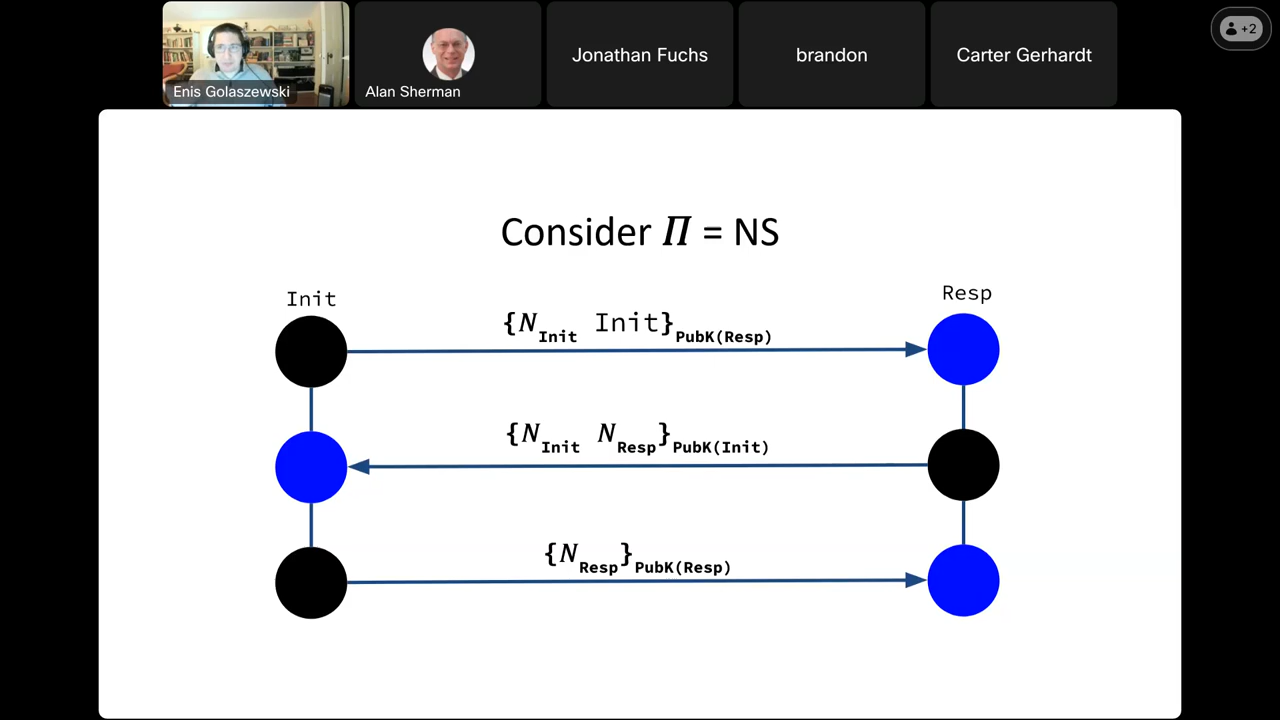 Enis Golaszewski
Alan Sherman
Jonathan Fuchs
brandon
Carter Gerhardt
+2
Consider Π = NS
Init
Resp
{N_Init Init}_PubK(Resp)
{N_Init N_Resp}_PubK(Init)
{N_Resp}_PubK(Resp)